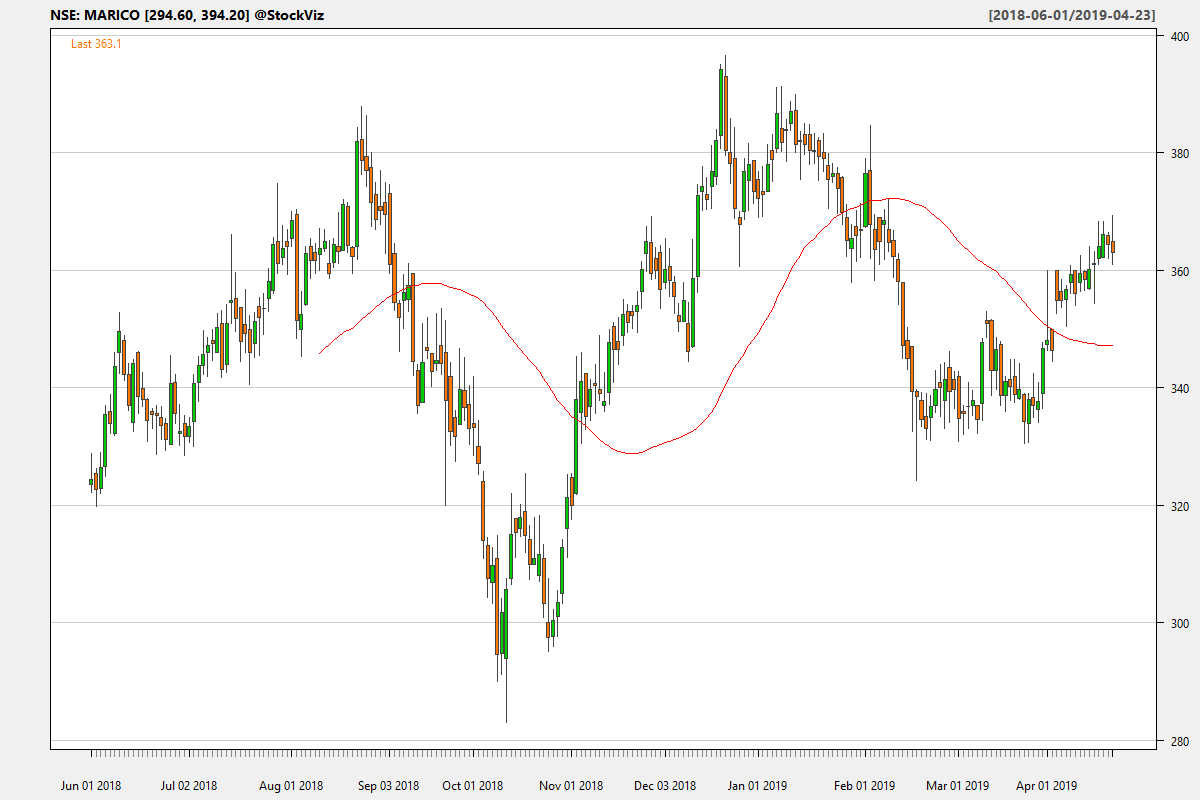 NSE: MARICO [294.60, 394.20] @StockViz
[2018-06-01/2019-04-23]
Last 363.1
400
380
360
340
320
300
280
Jun 01 2018
Jul 02 2018
Aug 01 2018
Sep 03 2018
Oct 01 2018
Nov 01 2018
Dec 03 2018
Jan 01 2019
Feb 01 2019
Mar 01 2019
Apr 01 2019